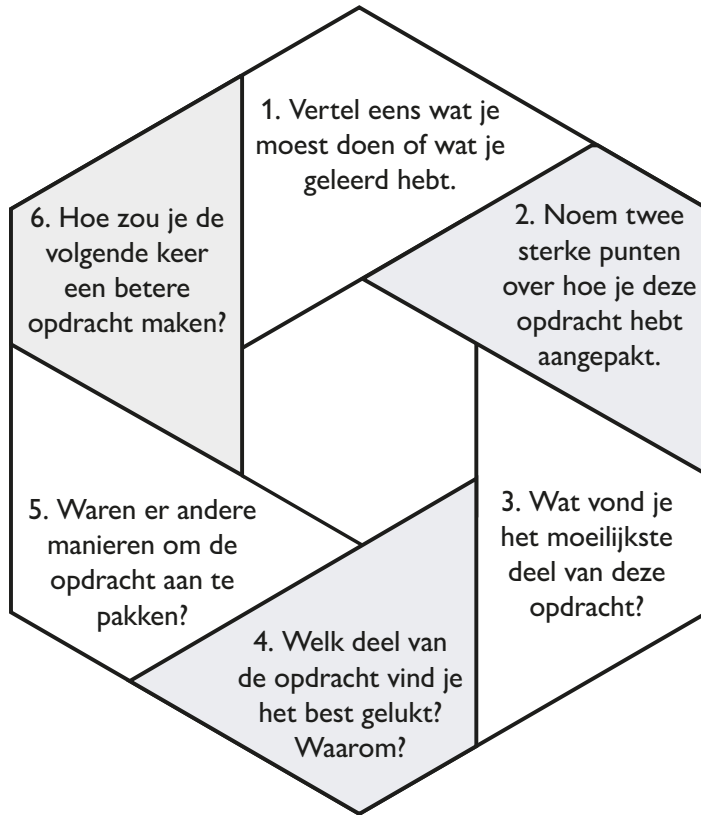 1. Vertel eens wat je
moest doen of wat je
geleerd hebt.
2. Noem twee
sterke punten
over hoe je deze
opdracht hebt
aangepakt.
3. Wat vond je
het moeilijkste
deel van deze
opdracht?
4. Welk deel van
de opdracht vind je
het best gelukt?
Waarom?
5. Waren er andere
manieren om de
opdracht aan te
pakken?
6. Hoe zou je de
volgende keer
een betere
opdracht maken?